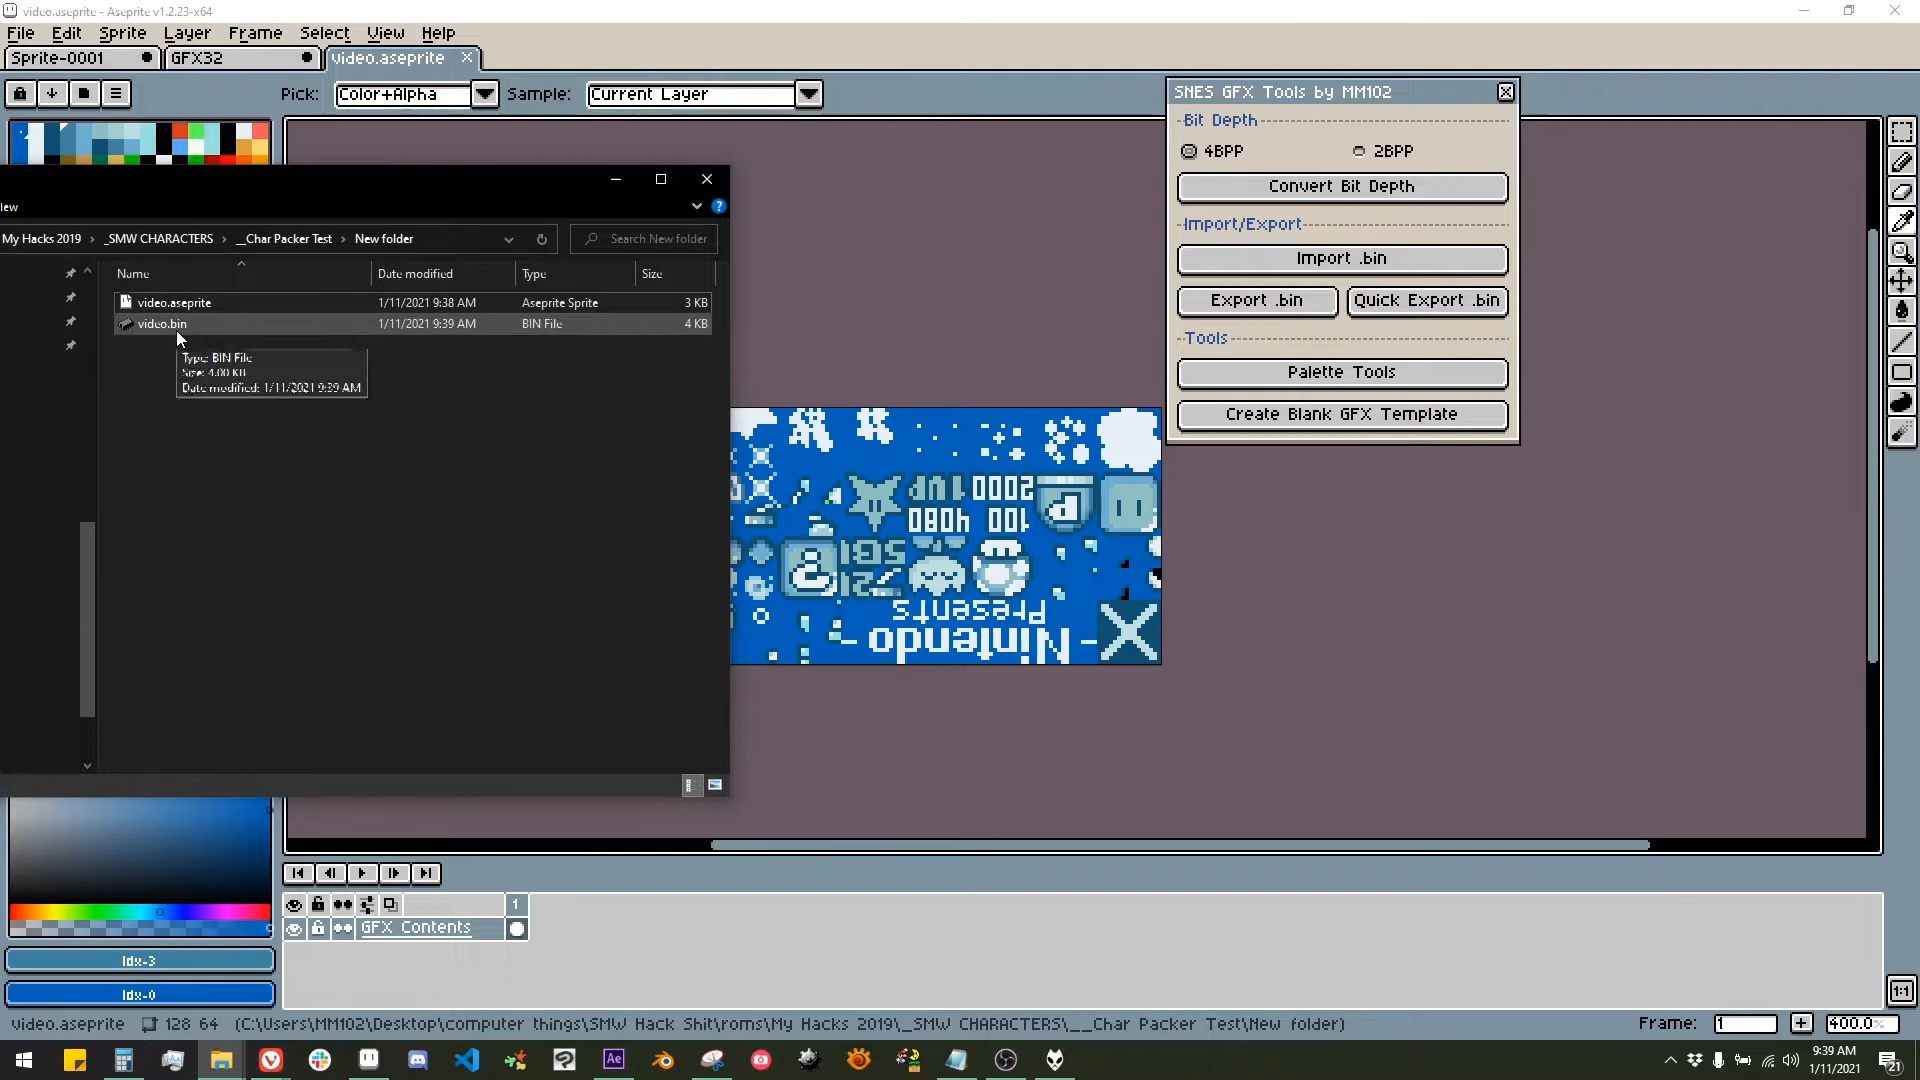 video.aseprite - Aseprite v1.2.23-x64
File Edit Sprite Layer Frame Select View Help
Sprite-0001 GFX32 video.aseprite
Pick: Color+Alpha Sample: Current Layer
SNES GFX Tools by MM102
Bit Depth
4BPP 2BPP
Convert Bit Depth
Import/Export
Import .bin
Export .bin Quick Export .bin
Tools
Palette Tools
Create Blank GFX Template
My Hacks 2019 › _SMW CHARACTERS › __Char Packer Test › New folder
Search New folder
Name Date modified Type Size
video.aseprite 1/11/2021 9:38 AM Aseprite Sprite 3 KB
video.bin 1/11/2021 9:39 AM BIN File 4 KB
Type: BIN File
Size: 4.00 KB
Date modified: 1/11/2021 9:39 AM
1UP 2000
4080 100
Presents
- Nintendo -
1
GFX Contents
Idx-3
Idx-0
1:1
video.aseprite 128 64 (C:\Users\MM102\Desktop\computer things\SMW Hack Shit\roms\My Hacks 2019\_SMW CHARACTERS\__Char Packer Test\New folder)
Frame: 1 + 400.0%
Ae
9:39 AM
1/11/2021
21